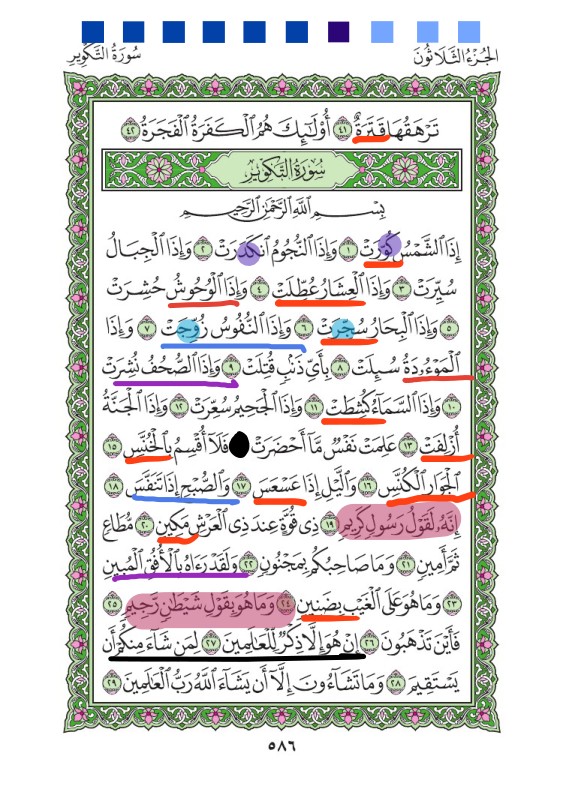 الجُزْءُ الثَّلَاثُونَ سُورَةُ التَّكْوِيرِ
تَرْهَقُهَا قَتَرَةٌ ٤١ أُوْلَٰٓئِكَ هُمُ ٱلْكَفَرَةُ ٱلْفَجَرَةُ ٤٢
سُورَةُ التَّكْوِيرِ
بِسْمِ ٱللَّهِ ٱلرَّحْمَٰنِ ٱلرَّحِيمِ
إِذَا ٱلشَّمْسُ كُوِّرَتْ ١ وَإِذَا ٱلنُّجُومُ ٱنكَدَرَتْ ٢ وَإِذَا ٱلْجِبَالُ
سُيِّرَتْ ٣ وَإِذَا ٱلْعِشَارُ عُطِّلَتْ ٤ وَإِذَا ٱلْوُحُوشُ حُشِرَتْ
٥ وَإِذَا ٱلْبِحَارُ سُجِّرَتْ ٦ وَإِذَا ٱلنُّفُوسُ زُوِّجَتْ ٧ وَإِذَا
ٱلْمَوْءُۥدَةُ سُئِلَتْ ٨ بِأَيِّ ذَنۢبٍ قُتِلَتْ ٩ وَإِذَا ٱلصُّحُفُ نُشِرَتْ
١٠ وَإِذَا ٱلسَّمَآءُ كُشِطَتْ ١١ وَإِذَا ٱلْجَحِيمُ سُعِّرَتْ ١٢ وَإِذَا ٱلْجَنَّةُ
أُزْلِفَتْ ١٣ عَلِمَتْ نَفْسٌ مَّآ أَحْضَرَتْ فَلَآ أُقْسِمُ بِٱلْخُنَّسِ ١٥
ٱلْجَوَارِ ٱلْكُنَّسِ ١٦ وَٱلَّيْلِ إِذَا عَسْعَسَ ١٧ وَٱلصُّبْحِ إِذَا تَنَفَّسَ ١٨
إِنَّهُۥ لَقَوْلُ رَسُولٍ كَرِيمٍ ١٩ ذِي قُوَّةٍ عِندَ ذِي ٱلْعَرْشِ مَكِينٍ ٢٠ مُّطَاعٍ
ثَمَّ أَمِينٍ ٢١ وَمَا صَاحِبُكُم بِمَجْنُونٍ ٢٢ وَلَقَدْ رَءَاهُ بِٱلْأُفُقِ ٱلْمُبِينِ
٢٣ وَمَا هُوَ عَلَى ٱلْغَيْبِ بِضَنِينٍ ٢٤ وَمَا هُوَ بِقَوْلِ شَيْطَٰنٍ رَّجِيمٍ ٢٥
فَأَيْنَ تَذْهَبُونَ ٢٦ إِنْ هُوَ إِلَّا ذِكْرٌ لِّلْعَٰلَمِينَ ٢٧ لِمَن شَآءَ مِنكُمْ أَن
يَسْتَقِيمَ ٢٨ وَمَا تَشَآءُونَ إِلَّآ أَن يَشَآءَ ٱللَّهُ رَبُّ ٱلْعَٰلَمِينَ ٢٩
٥٨٦